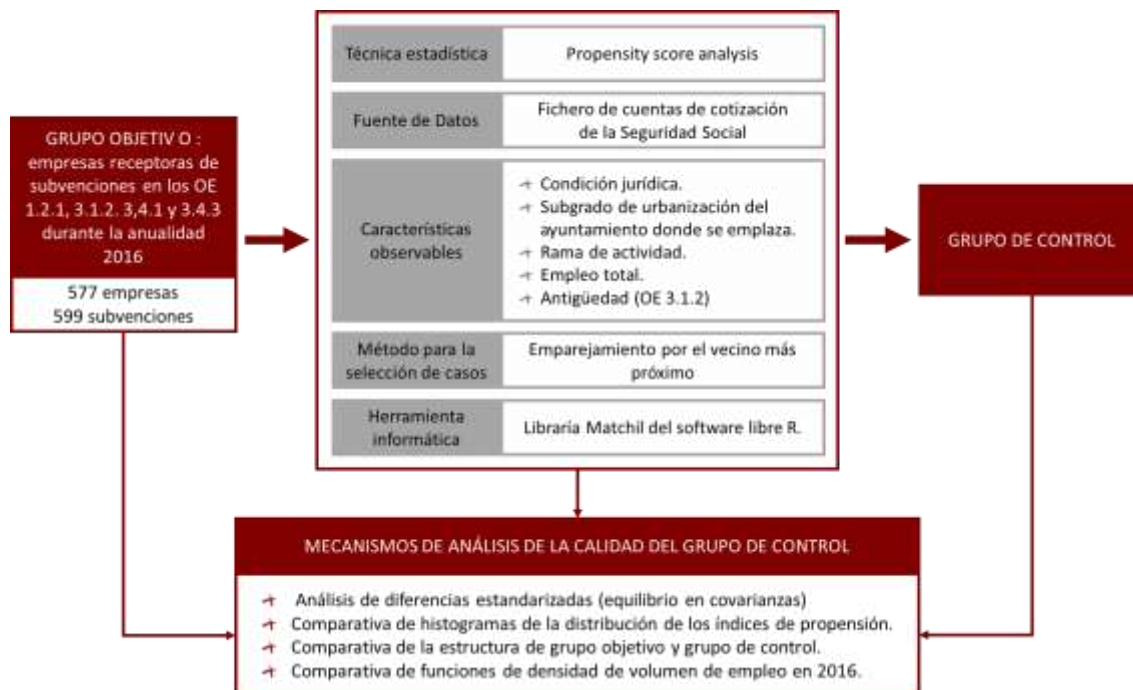 Técnica estadística
Propensity score analysis
Fuente de Datos
Fichero de cuentas de cotización
de la Seguridad Social
GRUPO OBJETIV O :
empresas receptoras de
subvenciones en los OE
1.2.1, 3.1.2. 3,4.1 y 3.4.3
durante la anualidad
2016
577 empresas
599 subvenciones
Características
observables
Condición jurídica.
Subgrado de urbanización del
ayuntamiento donde se emplaza.
Rama de actividad.
Empleo total.
Antigüedad (OE 3.1.2)
GRUPO DE CONTROL
Método para la
selección de casos
Emparejamiento por el vecino más
próximo
Herramienta
informática
Libraría Matchil del software libre R.
MECANISMOS DE ANÁLISIS DE LA CALIDAD DEL GRUPO DE CONTROL
Análisis de diferencias estandarizadas (equilibrio en covarianzas)
Comparativa de histogramas de la distribución de los índices de propensión.
Comparativa de la estructura de grupo objetivo y grupo de control.
Comparativa de funciones de densidad de volumen de empleo en 2016.